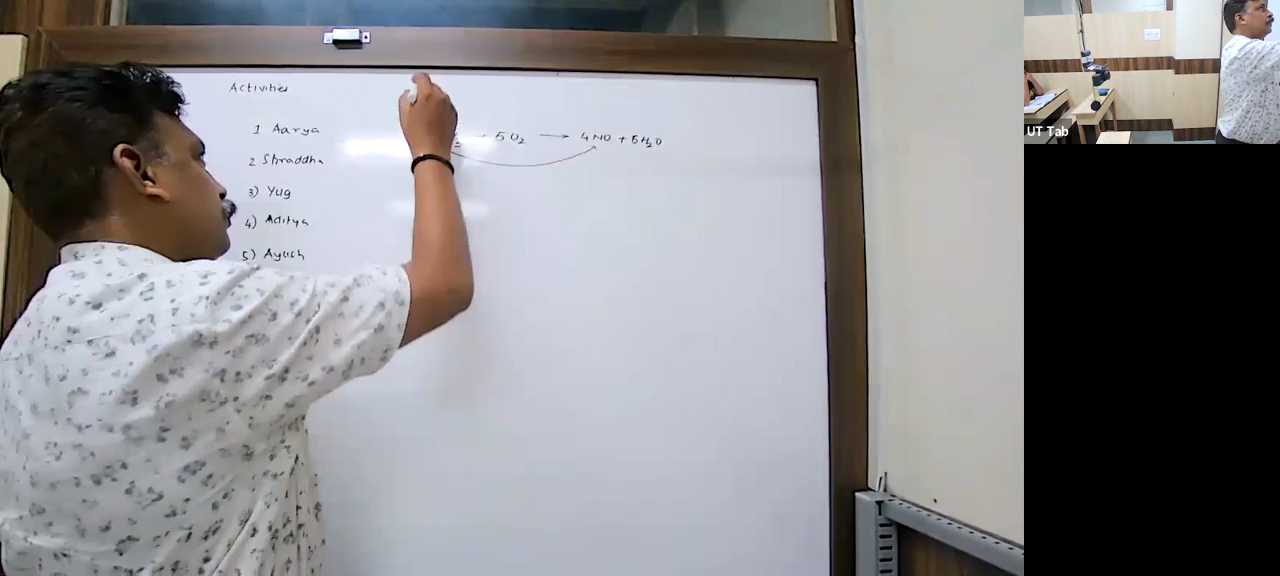 Activities
1 Aarya
2 Shraddha
3) Yug
4) Aditya
5) Ayush
5O₂ ⟶ 4NO + 6H₂O
UT Tab